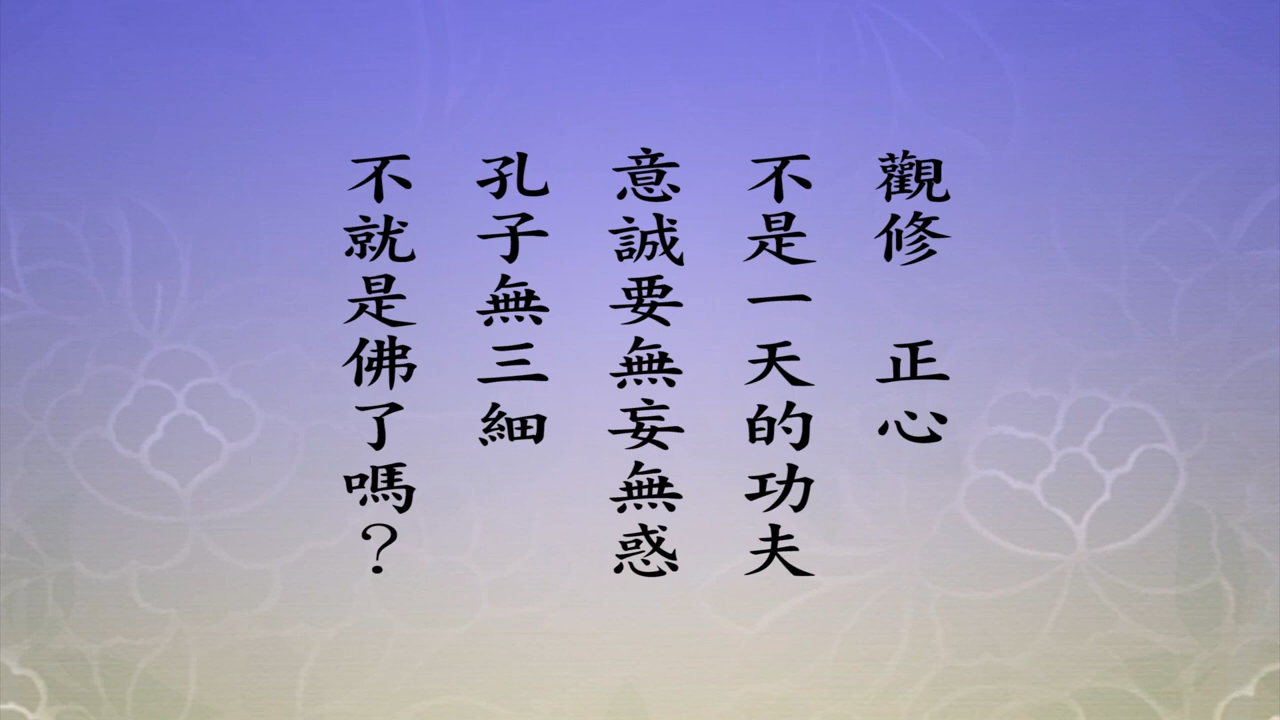 觀修　正心
不是一天的功夫
意誠要無妄無惑
孔子無三細
不就是佛了嗎？